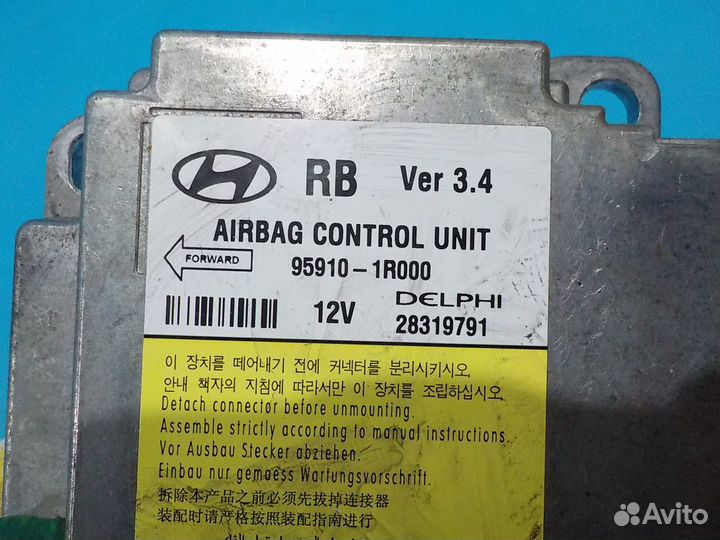 RB Ver 3.4
AIRBAG CONTROL UNIT
FORWARD
95910-1R000
12V DELPHI
28319791
이 장치를 떼어내기 전에 커넥터를 분리시키시오.
안내 책자의 지침에 따라서만 이 장치를 조립하십시오.
Detach connector before unmounting.
Assemble strictly according to manual instructions.
Vor Ausbau Stecker abziehen.
Einbau nur gemaess Wartungsvorschrift.
拆除本产品之前必须先拔掉连接器
装配时请严格按照装配指南进行
Avito